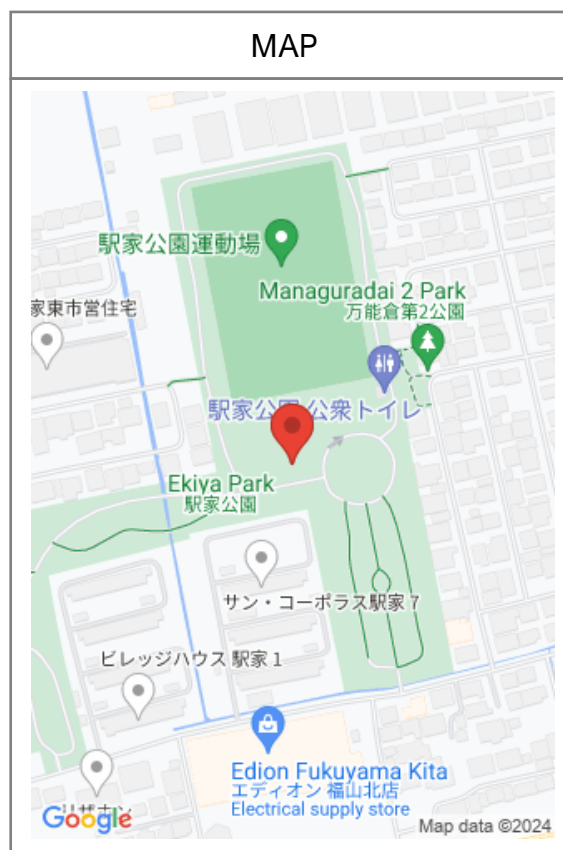 MAP
駅家公園運動場
Managuradai 2 Park
万能倉第2公園
家東市営住宅
駅家公園 公衆トイレ
Ekiya Park
駅家公園
サン・コーポラス駅家 7
ビレッジハウス 駅家 1
Edion Fukuyama Kita
エディオン 福山北店
Electrical supply store
Google
Map data ©2024